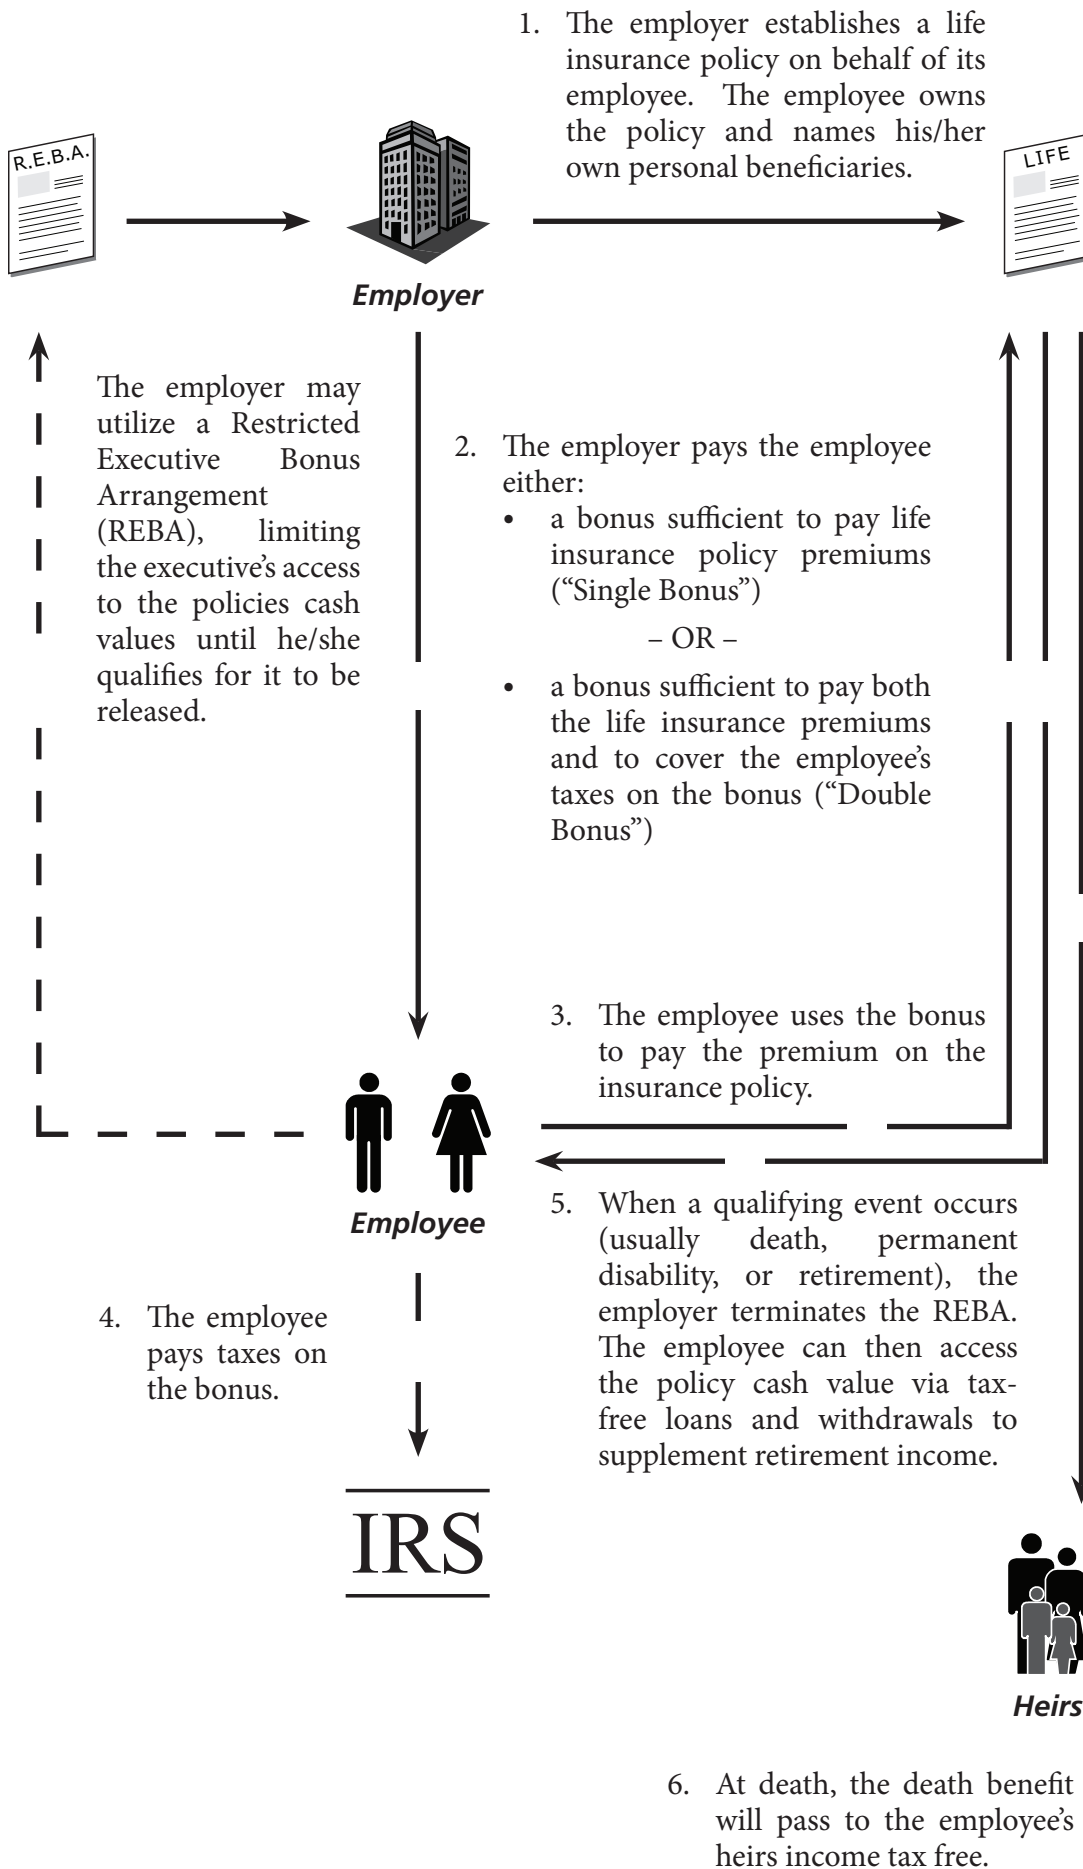 1. The employer establishes a life
insurance policy on behalf of its
employee. The employee owns
the policy and names his/her
own personal beneficiaries.
R.E.B.A.
LIFE
Employer
The employer may
utilize a Restricted
Executive Bonus
Arrangement
(REBA), limiting
the executive's access
to the policies cash
values until he/she
qualifies for it to be
released.
2. The employer pays the employee
either:
• a bonus sufficient to pay life
insurance policy premiums
(“Single Bonus”)
– OR –
• a bonus sufficient to pay both
the life insurance premiums
and to cover the employee's
taxes on the bonus (“Double
Bonus”)
3. The employee uses the bonus
to pay the premium on the
insurance policy.
Employee
4. The employee
pays taxes on
the bonus.
5. When a qualifying event occurs
(usually death, permanent
disability, or retirement), the
employer terminates the REBA.
The employee can then access
the policy cash value via tax-
free loans and withdrawals to
supplement retirement income.
IRS
Heirs
6. At death, the death benefit
will pass to the employee's
heirs income tax free.